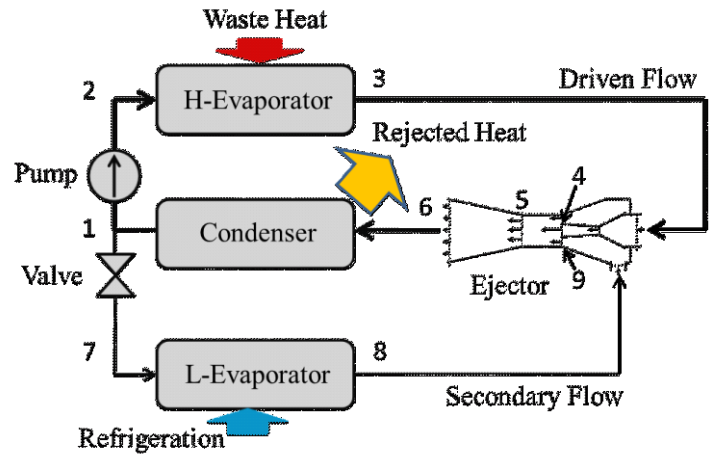 Waste Heat
2
H-Evaporator
3
Driven Flow
Rejected Heat
Pump
1
Condenser
6
5
4
Valve
Ejector
9
7
L-Evaporator
8
Secondary Flow
Refrigeration